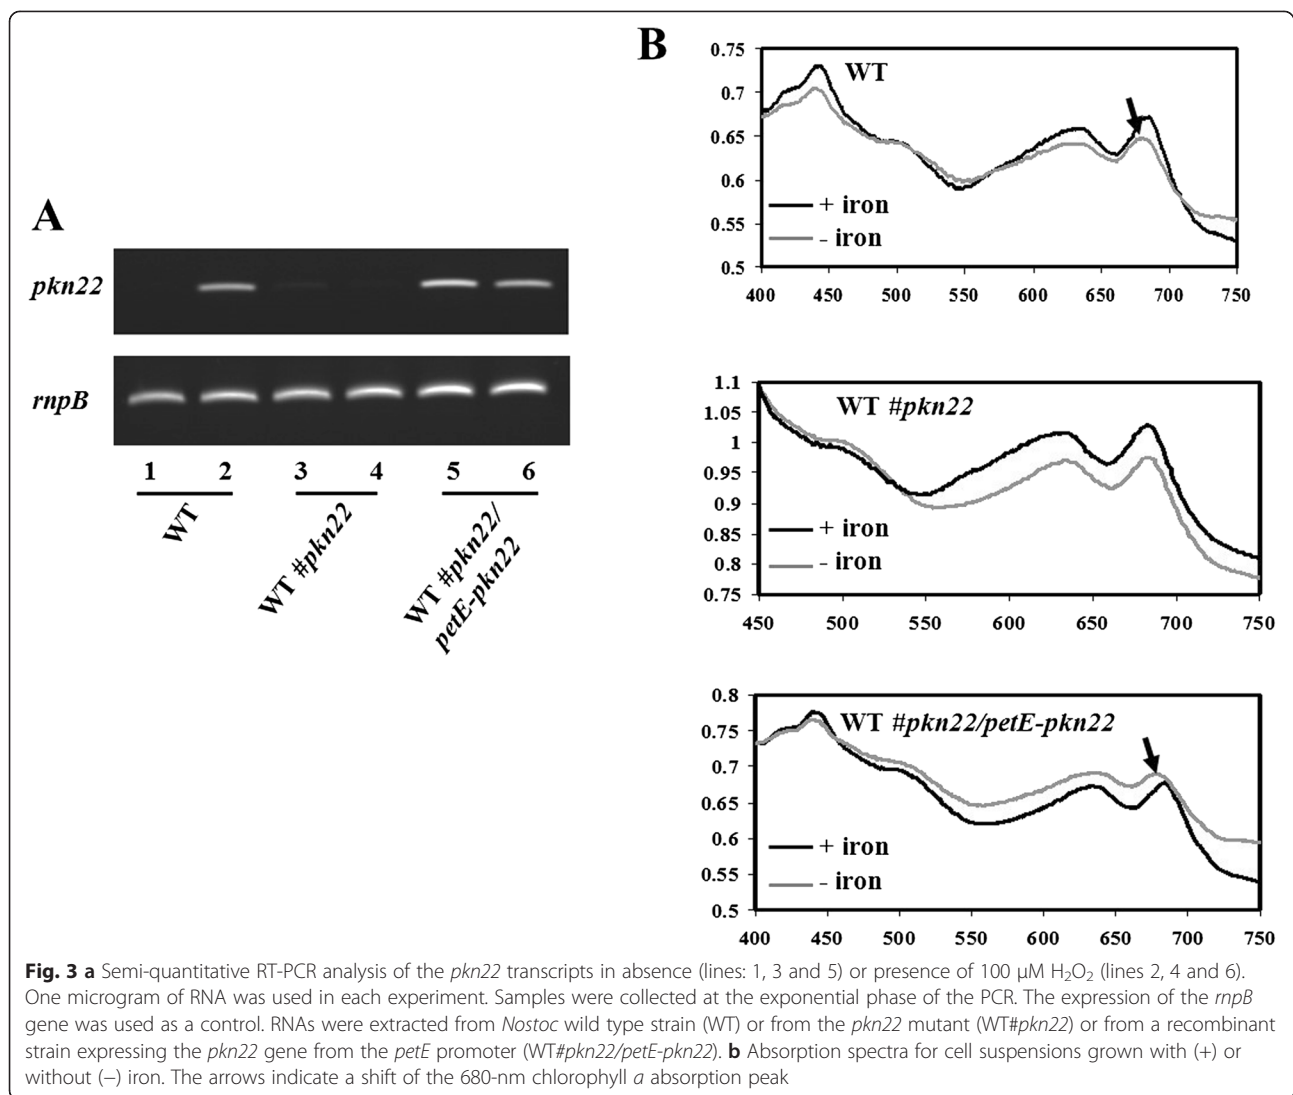 A
pkn22
rnpB
1 2 3 4 5 6
WT
WT #pkn22
WT #pkn22/
petE-pkn22
B
WT
+ iron
- iron
0.75
0.7
0.65
0.6
0.55
0.5
400 450 500 550 600 650 700 750
WT #pkn22
+ iron
- iron
1.1
1.05
1
0.95
0.9
0.85
0.8
0.75
450 500 550 600 650 700 750
WT #pkn22/petE-pkn22
+ iron
- iron
0.8
0.75
0.7
0.65
0.6
0.55
0.5
400 450 500 550 600 650 700 750
Fig. 3 a Semi-quantitative RT-PCR analysis of the pkn22 transcripts in absence (lines: 1, 3 and 5) or presence of 100 μM H₂O₂ (lines 2, 4 and 6).
One microgram of RNA was used in each experiment. Samples were collected at the exponential phase of the PCR. The expression of the rnpB
gene was used as a control. RNAs were extracted from Nostoc wild type strain (WT) or from the pkn22 mutant (WT#pkn22) or from a recombinant
strain expressing the pkn22 gene from the petE promoter (WT#pkn22/petE-pkn22). b Absorption spectra for cell suspensions grown with (+) or
without (−) iron. The arrows indicate a shift of the 680-nm chlorophyll a absorption peak